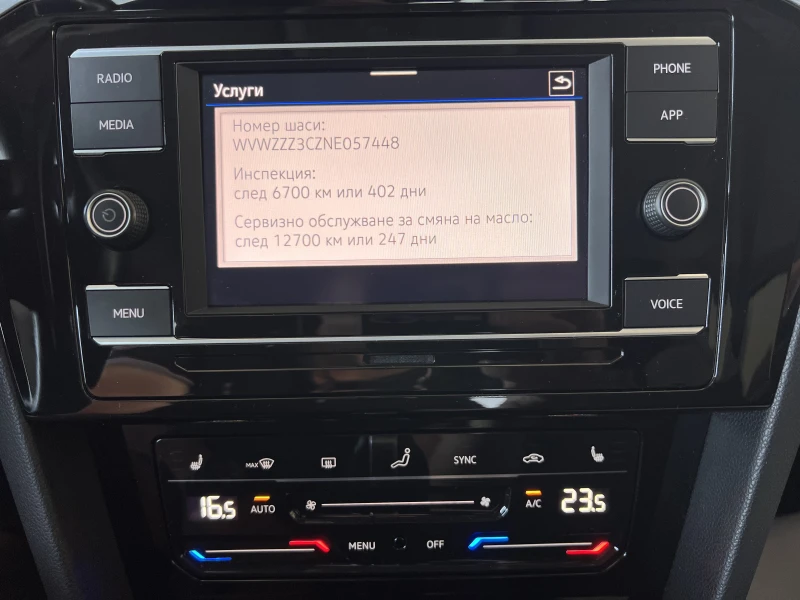 RADIO
MEDIA
MENU
Услуги
Номер шаси:
WVWZZZ3CZNE057448
Инспекция:
след 6700 км или 402 дни
Сервизно обслужване за смяна на масло:
след 12700 км или 247 дни
PHONE
APP
VOICE
MAX
SYNC
16.5
AUTO
A/C
23.5
MENU
OFF